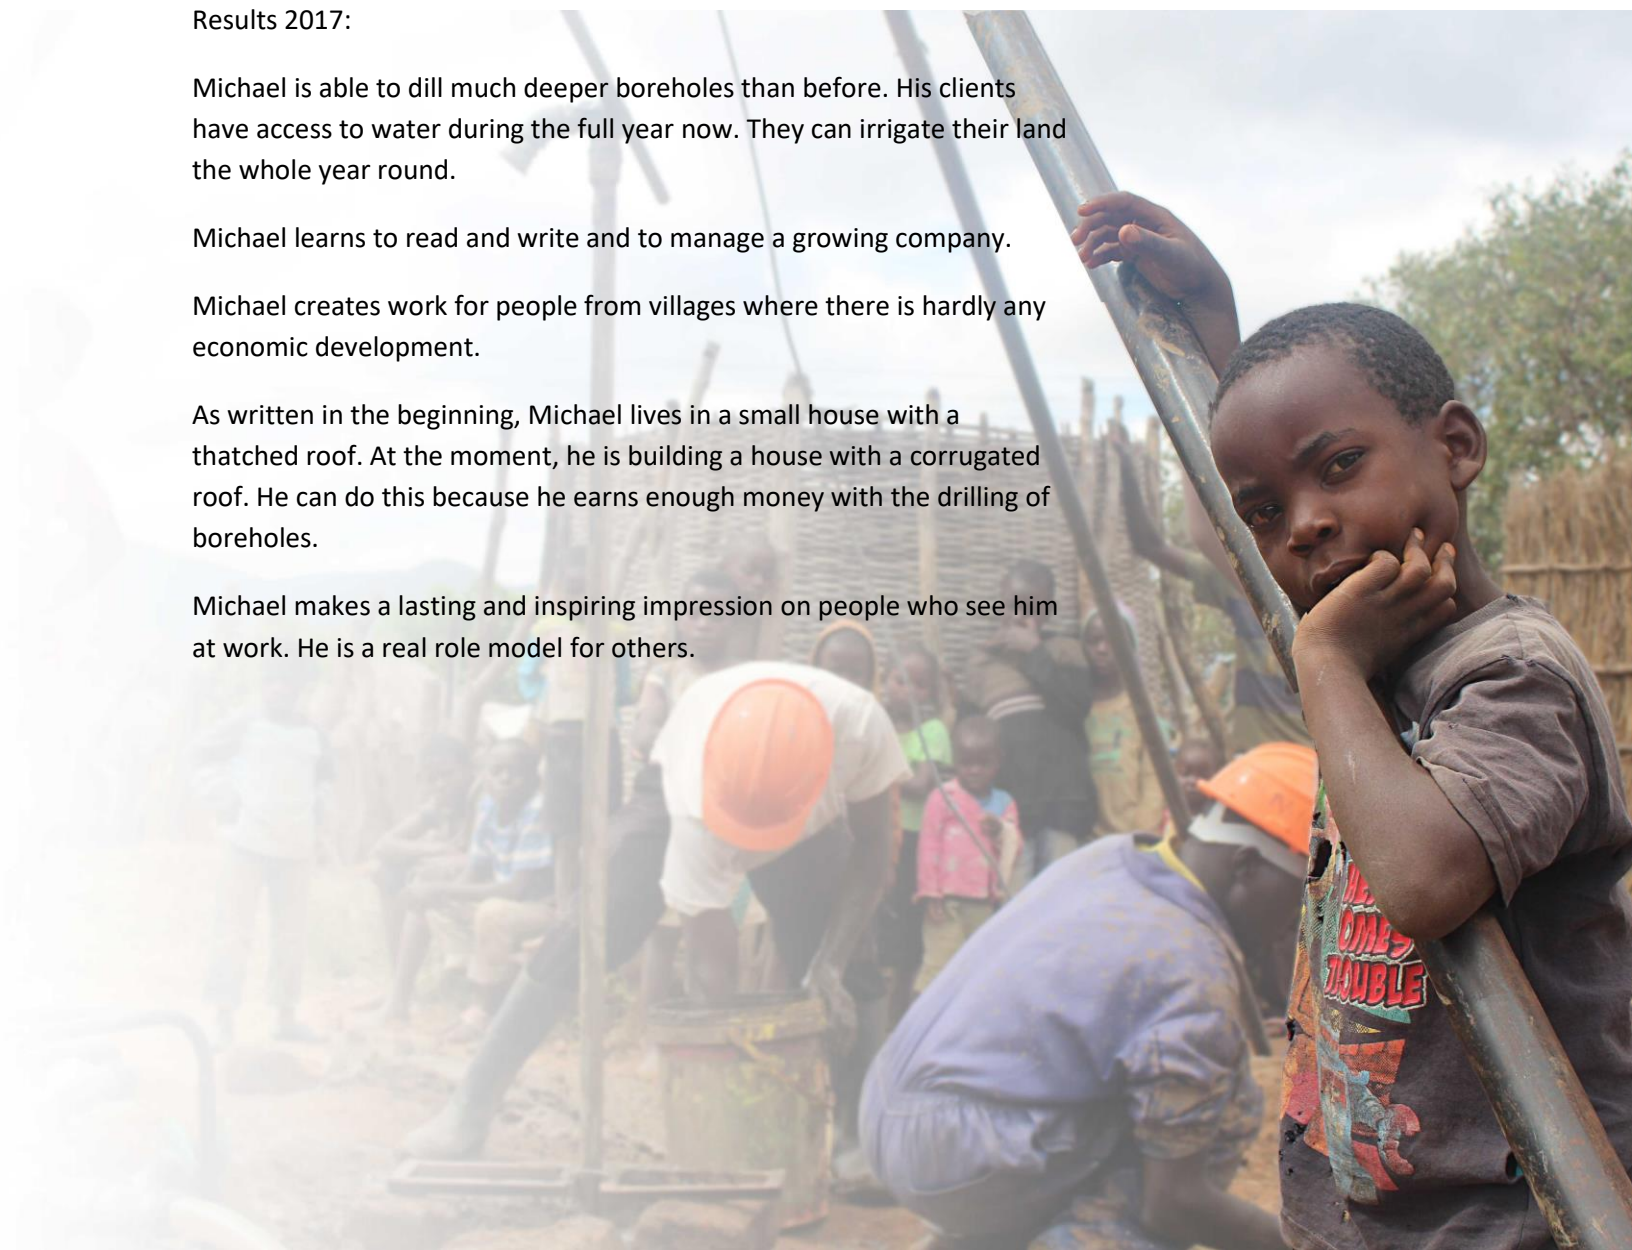 Results 2017:
Michael is able to dill much deeper boreholes than before. His clients
have access to water during the full year now. They can irrigate their land
the whole year round.
Michael learns to read and write and to manage a growing company.
Michael creates work for people from villages where there is hardly any
economic development.
As written in the beginning, Michael lives in a small house with a
thatched roof. At the moment, he is building a house with a corrugated
roof. He can do this because he earns enough money with the drilling of
boreholes.
Michael makes a lasting and inspiring impression on people who see him
at work. He is a real role model for others.
TROUBLE